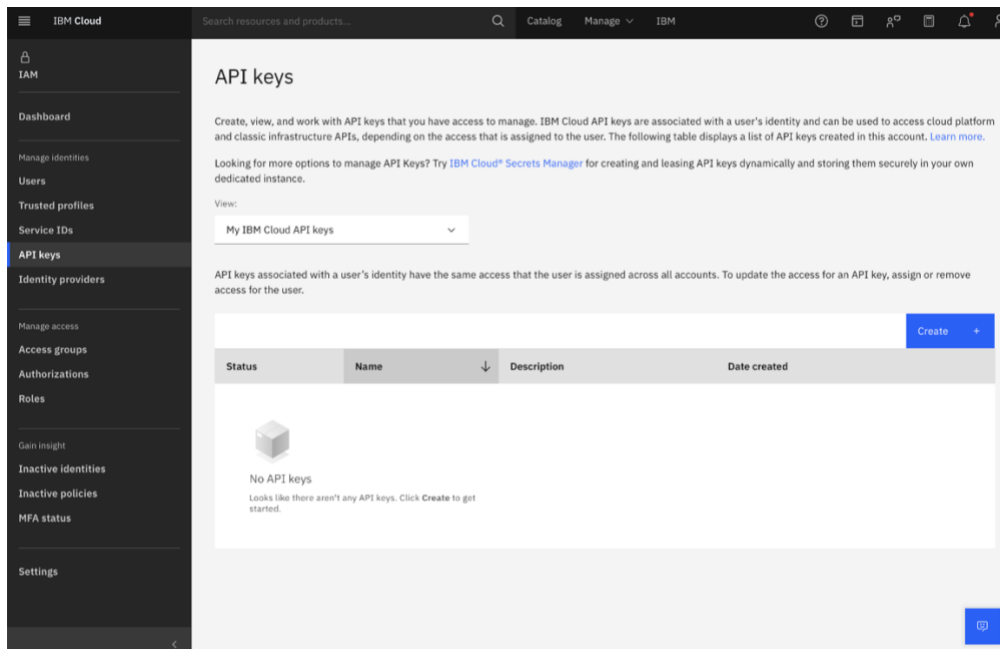 IBM Cloud
Search resources and products...
Catalog
Manage
IBM
IAM
Dashboard
Manage identities
Users
Trusted profiles
Service IDs
API keys
Identity providers
Manage access
Access groups
Authorizations
Roles
Gain insight
Inactive identities
Inactive policies
MFA status
Settings
API keys
Create, view, and work with API keys that you have access to manage. IBM Cloud API keys are associated with a user's identity and can be used to access cloud platform
and classic infrastructure APIs, depending on the access that is assigned to the user. The following table displays a list of API keys created in this account. Learn more.
Looking for more options to manage API Keys? Try IBM Cloud® Secrets Manager for creating and leasing API keys dynamically and storing them securely in your own
dedicated instance.
View:
My IBM Cloud API keys
API keys associated with a user's identity have the same access that the user is assigned across all accounts. To update the access for an API key, assign or remove
access for the user.
Create +
Status
Name
Description
Date created
No API keys
Looks like there aren't any API keys. Click Create to get
started.